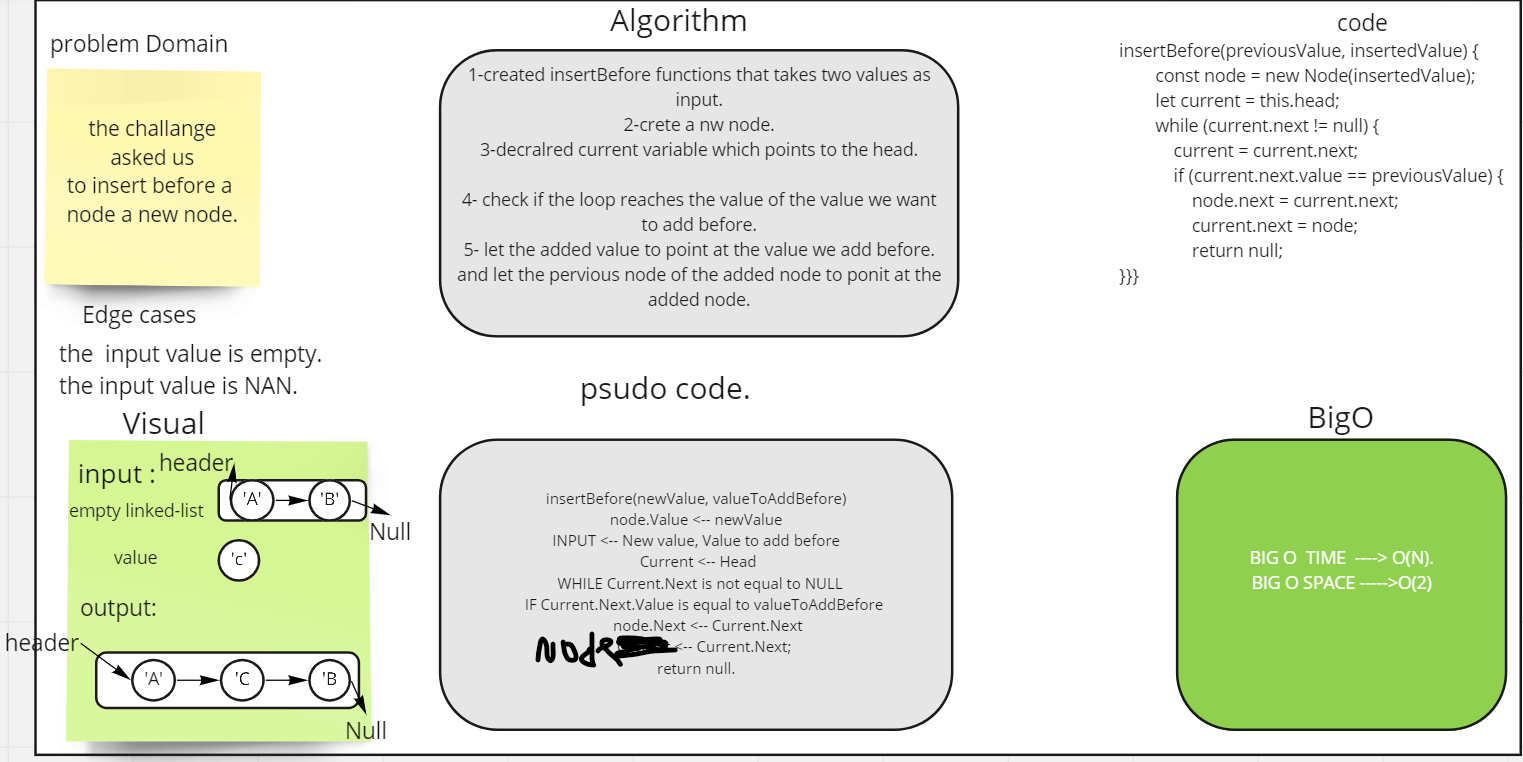 problem Domain
the challange
asked us
to insert before a
node a new node.
Edge cases
the input value is empty.
the input value is NAN.
Visual
input :
header
'A'
'B'
empty linked-list
Null
value
'c'
output:
header
'A'
'C
'B
Null
Algorithm
1-created insertBefore functions that takes two values as
input.
2-crete a nw node.
3-decralred current variable which points to the head.
4- check if the loop reaches the value of the value we want
to add before.
5- let the added value to point at the value we add before.
and let the pervious node of the added node to ponit at the
added node.
psudo code.
insertBefore(newValue, valueToAddBefore)
node.Value <-- newValue
INPUT <-- New value, Value to add before
Current <-- Head
WHILE Current.Next is not equal to NULL
IF Current.Next.Value is equal to valueToAddBefore
node.Next <-- Current.Next
Node <-- Current.Next;
return null.
code
insertBefore(previousValue, insertedValue) {
const node = new Node(insertedValue);
let current = this.head;
while (current.next != null) {
current = current.next;
if (current.next.value == previousValue) {
node.next = current.next;
current.next = node;
return null;
}}}
BigO
BIG O TIME ----> O(N).
BIG O SPACE ----->O(2)